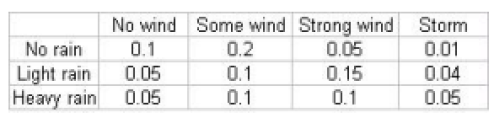 No wind Some wind Strong wind Storm
No rain 0.1 0.2 0.05 0.01
Light rain 0.05 0.1 0.15 0.04
Heavy rain 0.05 0.1 0.1 0.05